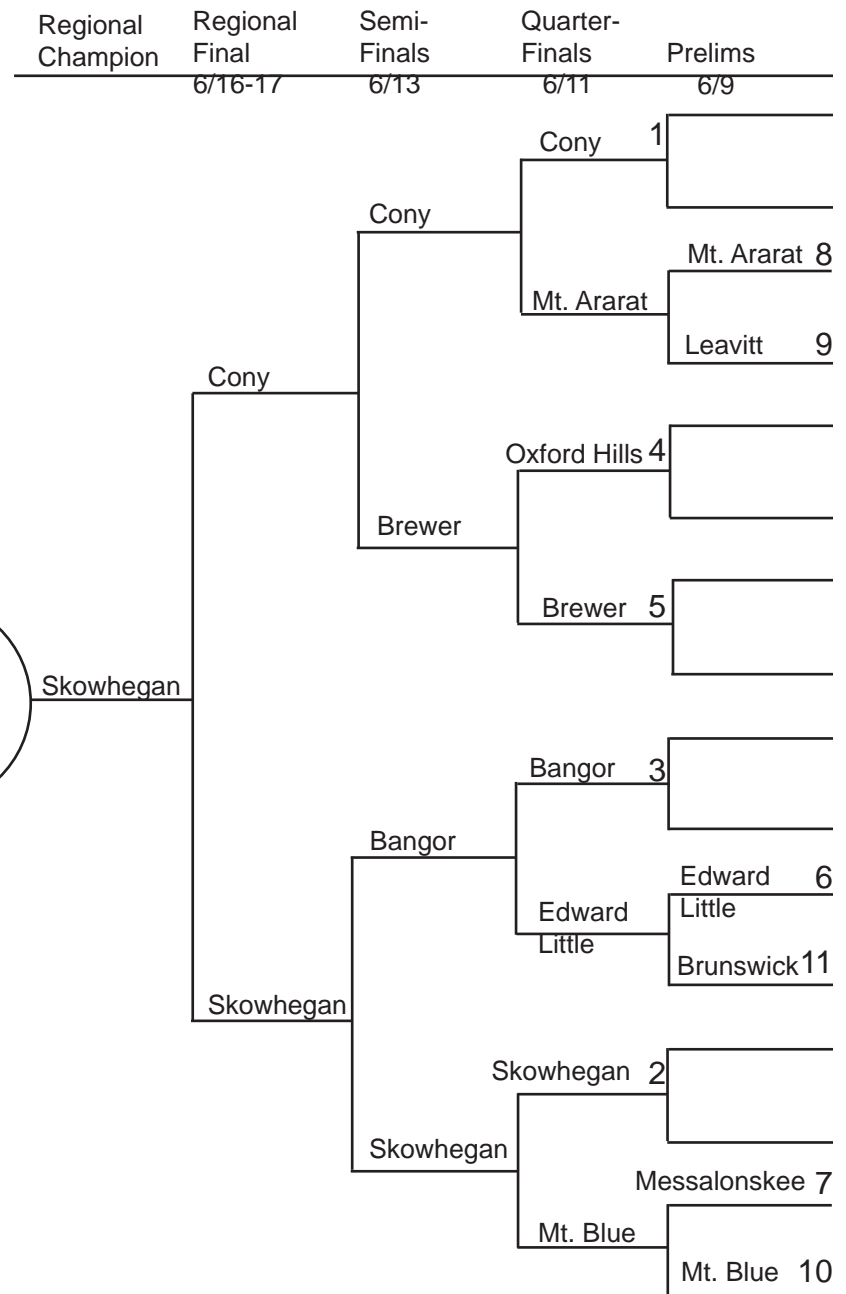 Regional
Champion
Regional
Final
6/16-17
Semi-
Finals
6/13
Quarter-
Finals
6/11
Prelims
6/9
Cony 1
Cony
Mt. Ararat 8
Mt. Ararat
Leavitt 9
Cony
Oxford Hills 4
Brewer
Brewer 5
Skowhegan
Bangor 3
Bangor
Edward 6
Little
Edward
Little
Brunswick 11
Skowhegan
Skowhegan 2
Skowhegan
Messalonskee 7
Mt. Blue
Mt. Blue 10